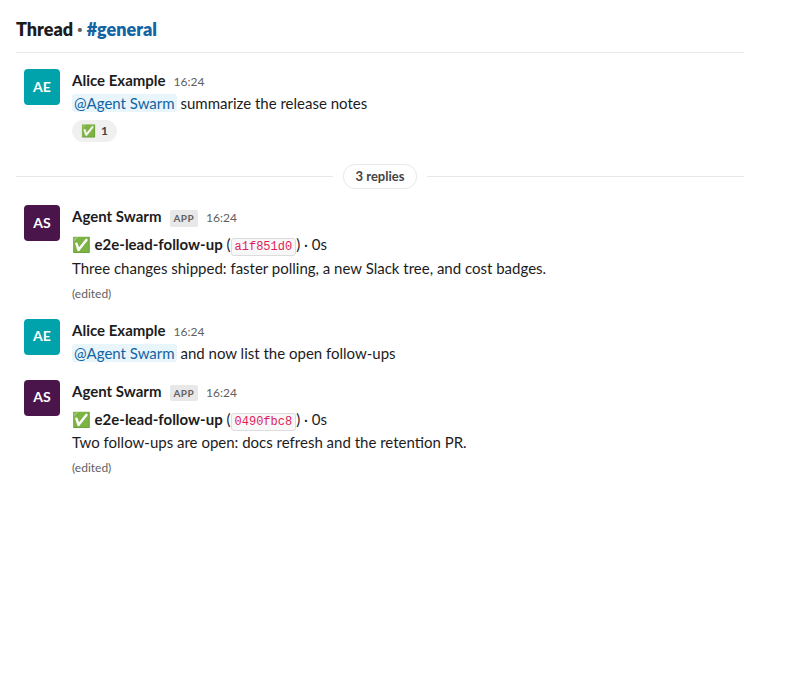 Thread • #general
AE
Alice Example 16:24
@Agent Swarm summarize the release notes
✅ 1
3 replies
AS
Agent Swarm APP 16:24
✅ e2e-lead-follow-up (a1f851d0) · 0s
Three changes shipped: faster polling, a new Slack tree, and cost badges.
(edited)
AE
Alice Example 16:24
@Agent Swarm and now list the open follow-ups
AS
Agent Swarm APP 16:24
✅ e2e-lead-follow-up (0490fbc8) · 0s
Two follow-ups are open: docs refresh and the retention PR.
(edited)